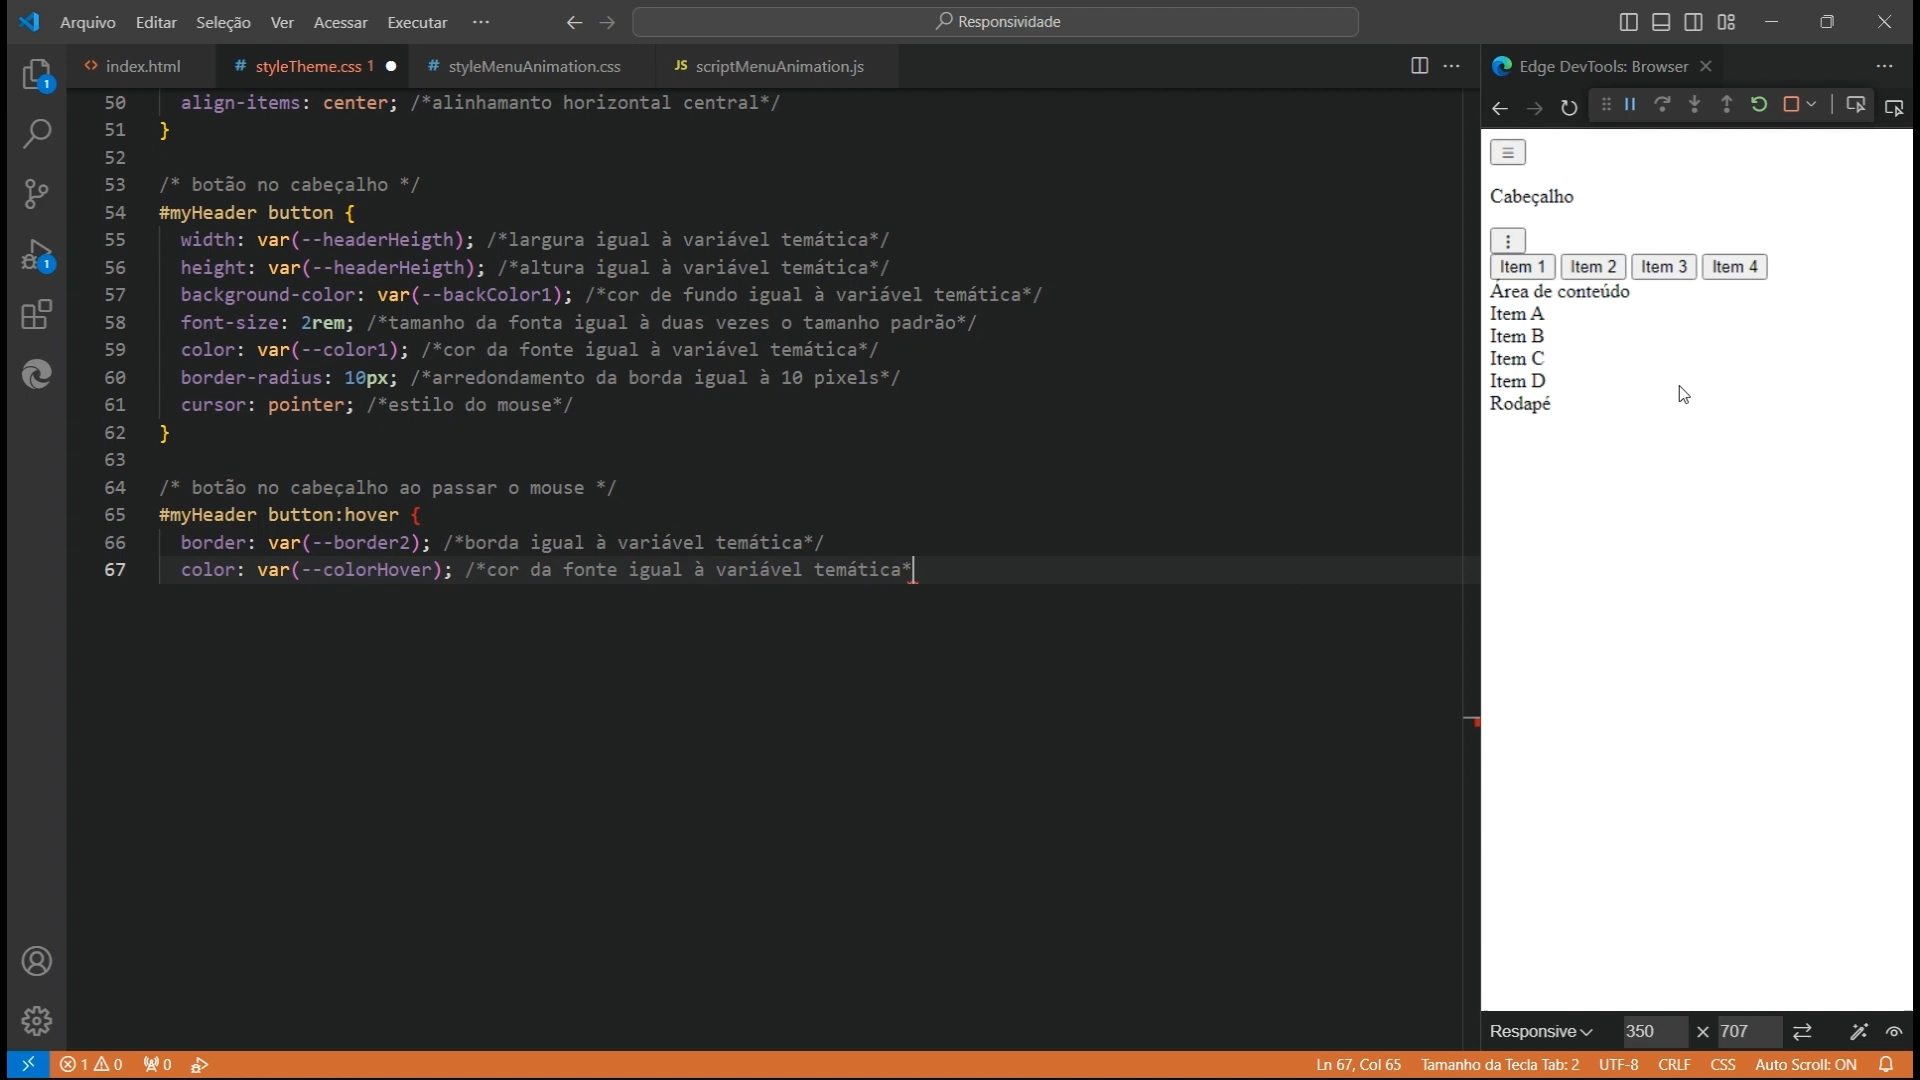 Arquivo Editar Seleção Ver Acessar Executar ··· Responsividade
index.html # styleTheme.css 1 # styleMenuAnimation.css JS scriptMenuAnimation.js Edge DevTools: Browser
50 align-items: center; /*alinhamanto horizontal central*/
51 }
52
53 /* botão no cabeçalho */
54 #myHeader button {
55 width: var(--headerHeigth); /*largura igual à variável temática*/
56 height: var(--headerHeigth); /*altura igual à variável temática*/
57 background-color: var(--backColor1); /*cor de fundo igual à variável temática*/
58 font-size: 2rem; /*tamanho da fonta igual à duas vezes o tamanho padrão*/
59 color: var(--color1); /*cor da fonte igual à variável temática*/
60 border-radius: 10px; /*arredondamento da borda igual à 10 pixels*/
61 cursor: pointer; /*estilo do mouse*/
62 }
63
64 /* botão no cabeçalho ao passar o mouse */
65 #myHeader button:hover {
66 border: var(--border2); /*borda igual à variável temática*/
67 color: var(--colorHover); /*cor da fonte igual à variável temática*
1
1
☰
Cabeçalho
⋮
Item 1 Item 2 Item 3 Item 4
Área de conteúdo
Item A
Item B
Item C
Item D
Rodapé
Responsive 350 × 707
1 0 0 Ln 67, Col 65 Tamanho da Tecla Tab: 2 UTF-8 CRLF CSS Auto Scroll: ON